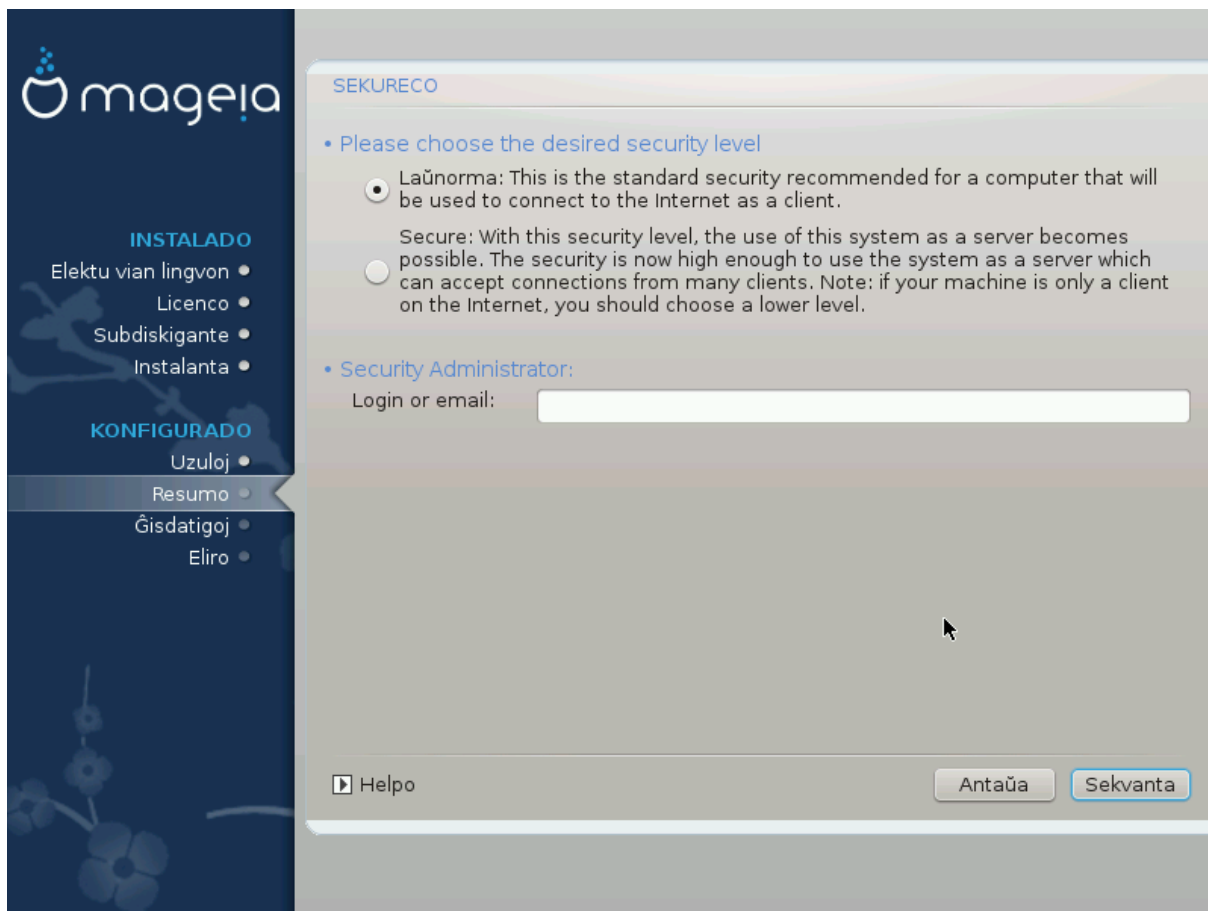 mageia
INSTALADO
Elektu vian lingvon
Licenco
Subdiskigante
Instalanta
KONFIGURADO
Uzuloj
Resumo
Ĝisdatigoj
Eliro
SEKURECO
• Please choose the desired security level
Laŭnorma: This is the standard security recommended for a computer that will
be used to connect to the Internet as a client.
Secure: With this security level, the use of this system as a server becomes
possible. The security is now high enough to use the system as a server which
can accept connections from many clients. Note: if your machine is only a client
on the Internet, you should choose a lower level.
• Security Administrator:
Login or email:
Helpo
Antaŭa
Sekvanta